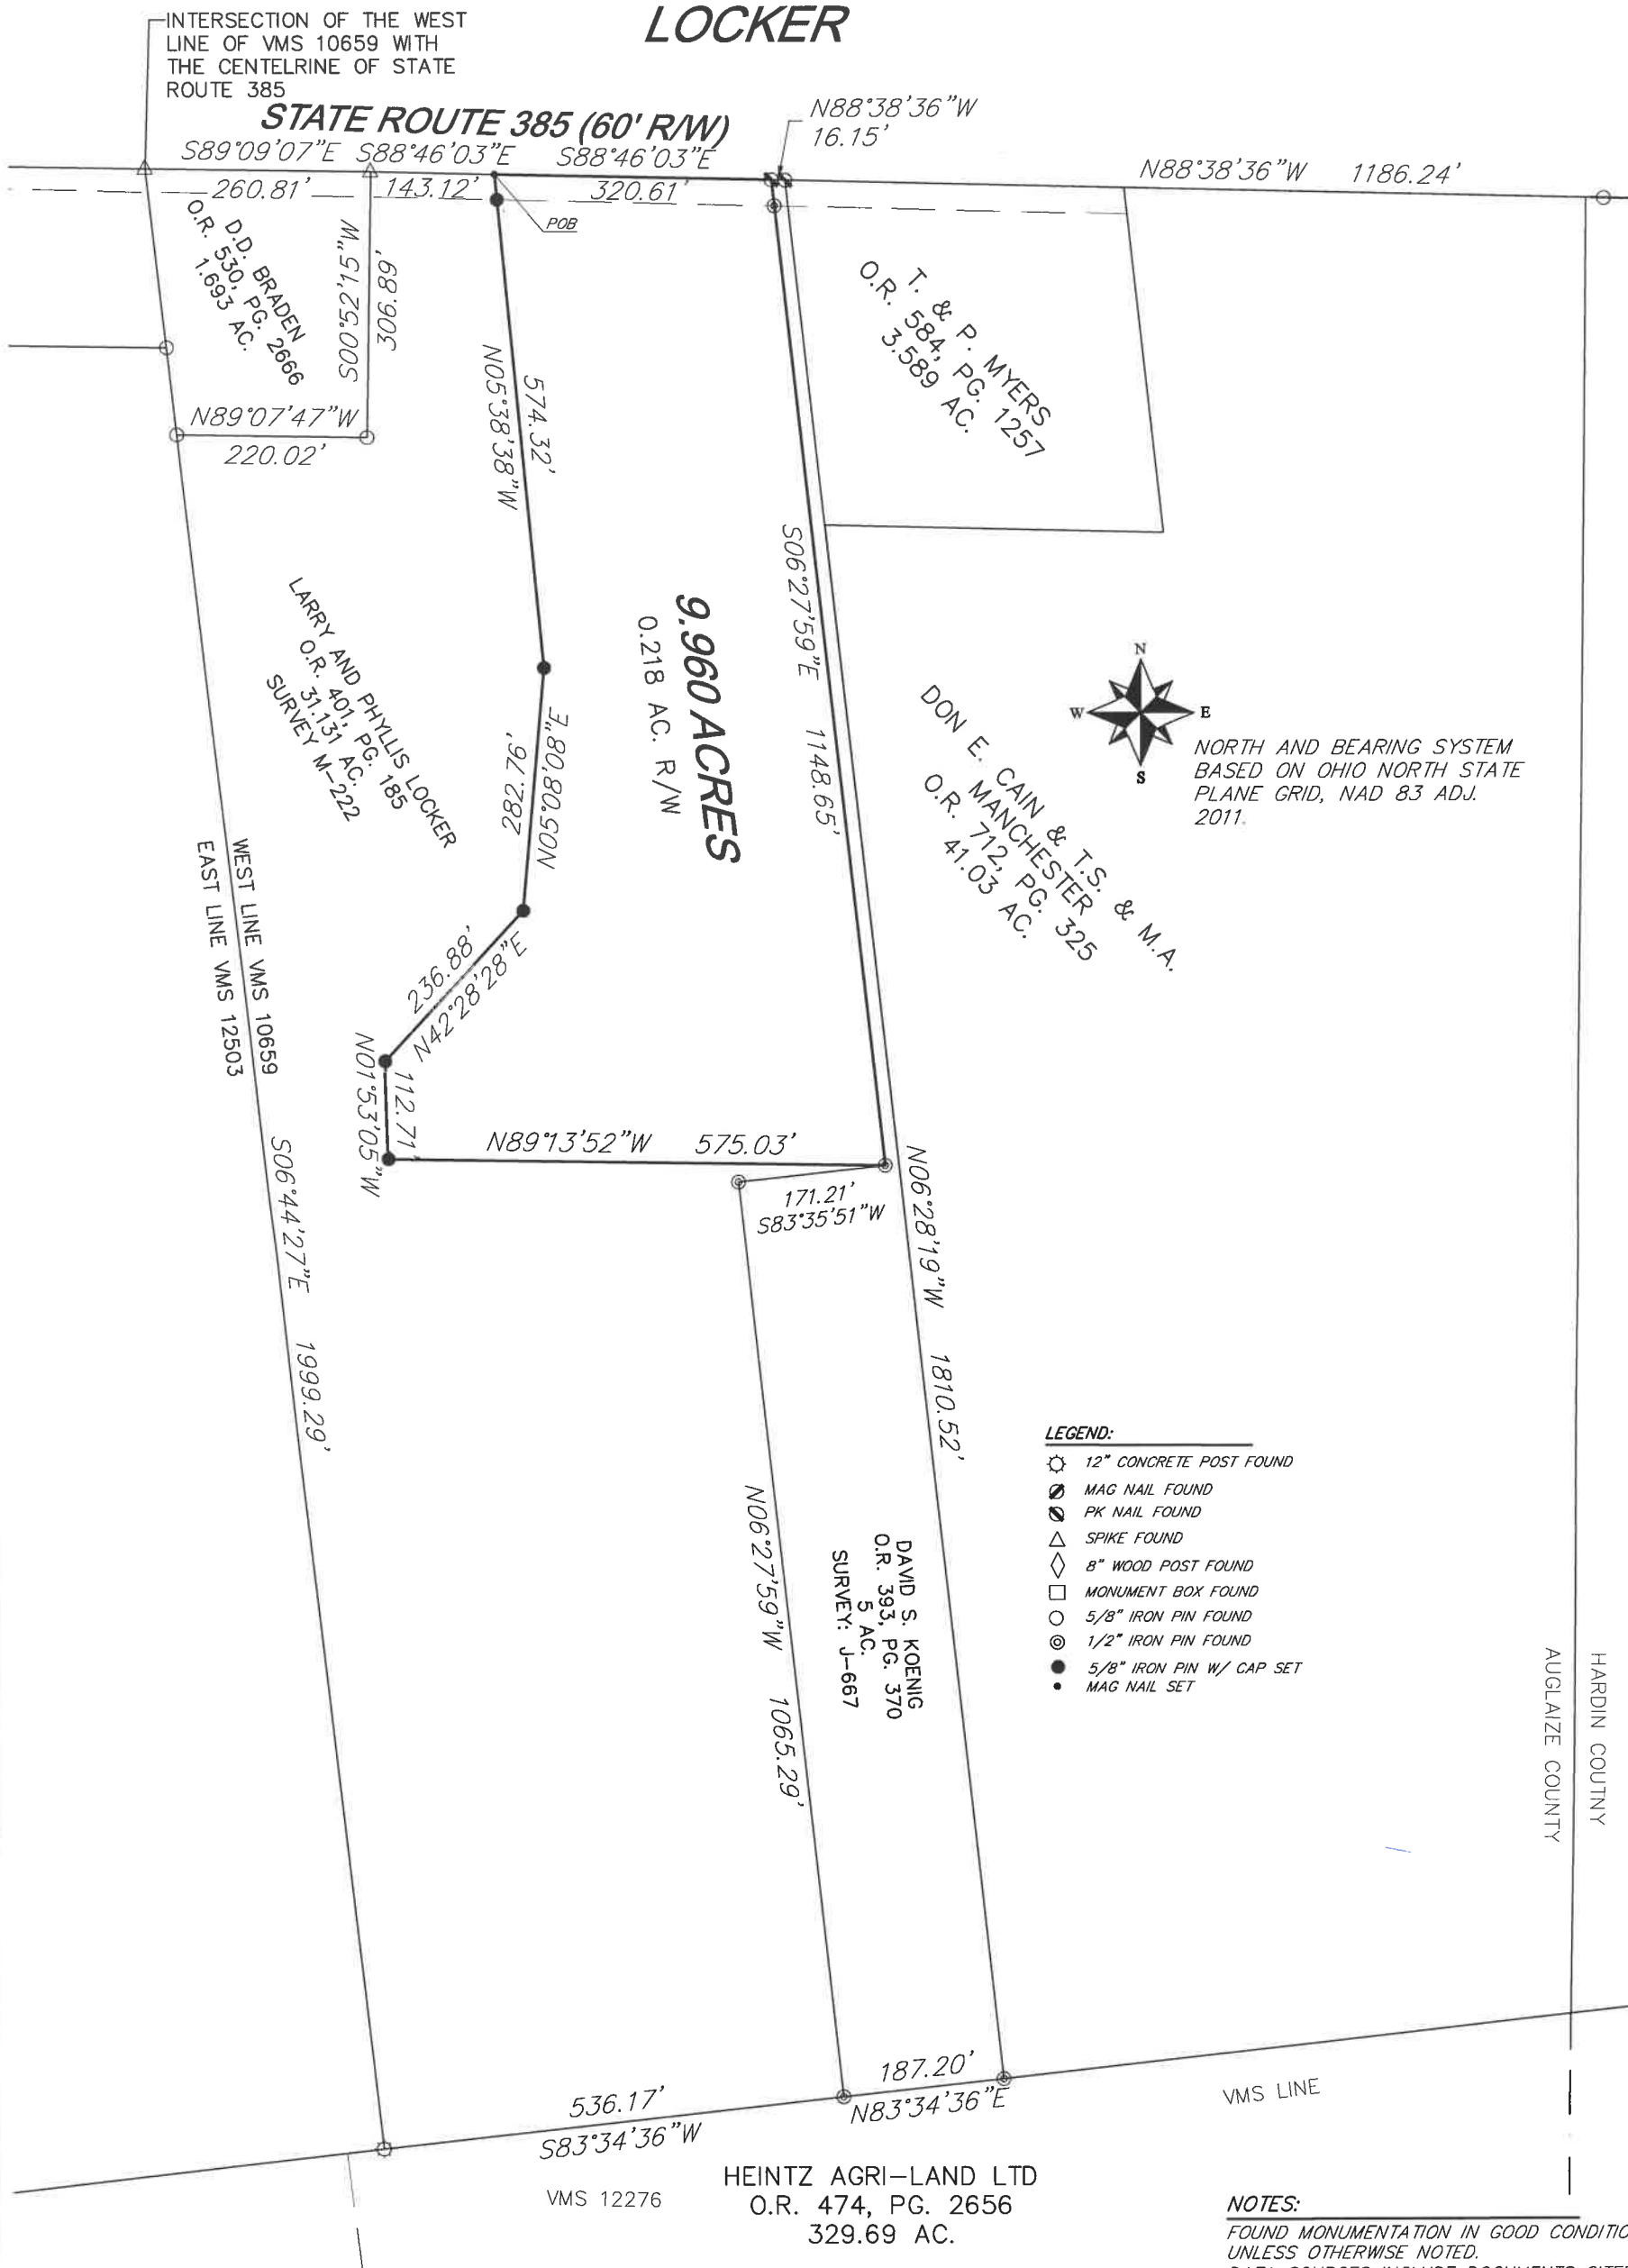 LOCKER
INTERSECTION OF THE WEST
LINE OF VMS 10659 WITH
THE CENTELRINE OF STATE
ROUTE 385
STATE ROUTE 385 (60' R/W)
N88°38'36"W
16.15'
S89°09'07"E
S88°46'03"E
S88°46'03"E
N88°38'36"W 1186.24'
260.81'
143.12'
320.61'
POB
D.D. BRADEN
O.R. 530, PG. 2666
1.693 AC.
S00°52'15"W
306.89'
N89°07'47"W
220.02'
574.32'
N05°38'38"W
T. & P. MYERS
O.R. 584, PG. 1257
3.589 AC.
S06°27'59"E 1148.65'
9.960 ACRES
0.218 AC. R/W
LARRY AND PHYLLIS LOCKER
O.R. 401, PG. 185
31.131 AC.
SURVEY M-222
N05°08'08"E
282.76'
DON E. CAIN & T.S. & M.A.
MANCHESTER
O.R. 712, PG. 325
41.03 AC.
N
W
E
S
NORTH AND BEARING SYSTEM
BASED ON OHIO NORTH STATE
PLANE GRID, NAD 83 ADJ.
2011.
WEST LINE VMS 10659
EAST LINE VMS 12503
236.88'
N42°28'28"E
112.71'
N01°53'05"W
N89°13'52"W 575.03'
171.21'
S83°35'51"W
S06°44'27"E 1999.29'
N06°28'19"W 1810.52'
LEGEND:
12" CONCRETE POST FOUND
MAG NAIL FOUND
PK NAIL FOUND
SPIKE FOUND
8" WOOD POST FOUND
MONUMENT BOX FOUND
5/8" IRON PIN FOUND
1/2" IRON PIN FOUND
5/8" IRON PIN W/ CAP SET
MAG NAIL SET
N06°27'59"W 1065.29'
DAVID S. KOENIG
O.R. 393, PG. 370
5 AC.
SURVEY: J-667
HARDIN COUTNY
AUGLAIZE COUNTY
536.17'
S83°34'36"W
187.20'
N83°34'36"E
VMS LINE
VMS 12276
HEINTZ AGRI-LAND LTD
O.R. 474, PG. 2656
329.69 AC.
NOTES:
FOUND MONUMENTATION IN GOOD CONDITIO
UNLESS OTHERWISE NOTED.